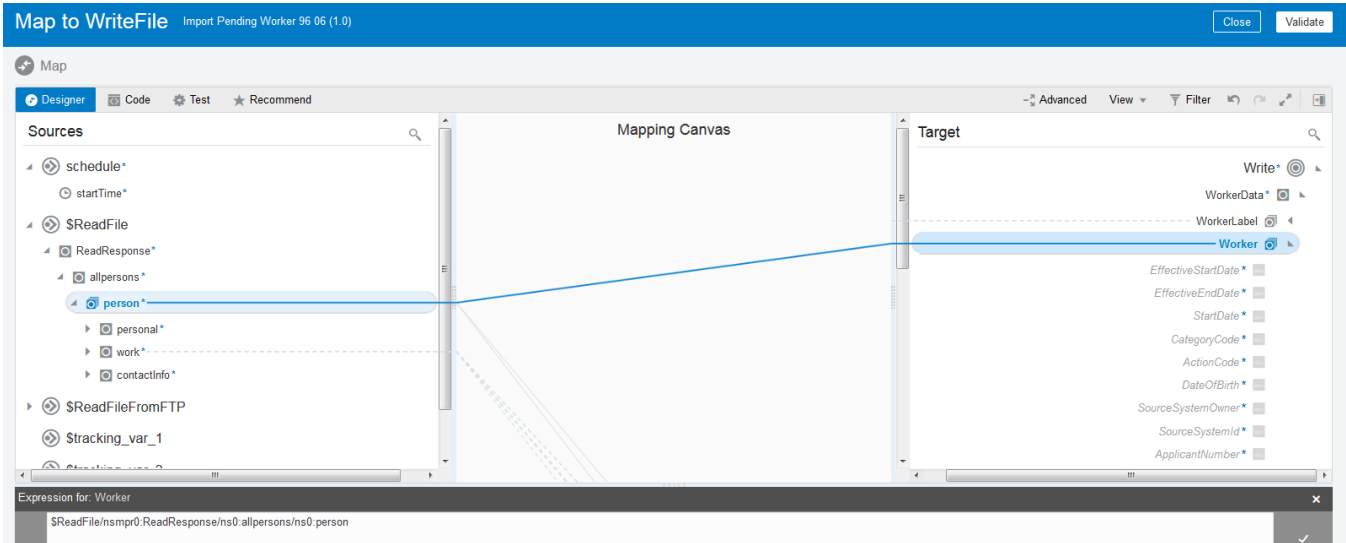 Map to WriteFile Import Pending Worker 96 06 (1.0) Close Validate
Map
Designer Code Test Recommend Advanced View Filter
Sources Mapping Canvas Target
schedule* Write*
startTime* WorkerData*
$ReadFile WorkerLabel
ReadResponse* Worker
allpersons* EffectiveStartDate*
person* EffectiveEndDate*
personal* StartDate*
work* CategoryCode*
contactInfo* ActionCode*
$ReadFileFromFTP DateOfBirth*
$tracking_var_1 SourceSystemOwner*
SourceSystemId*
ApplicantNumber*
Expression for: Worker
$ReadFile/nsmpr0:ReadResponse/ns0:allpersons/ns0:person